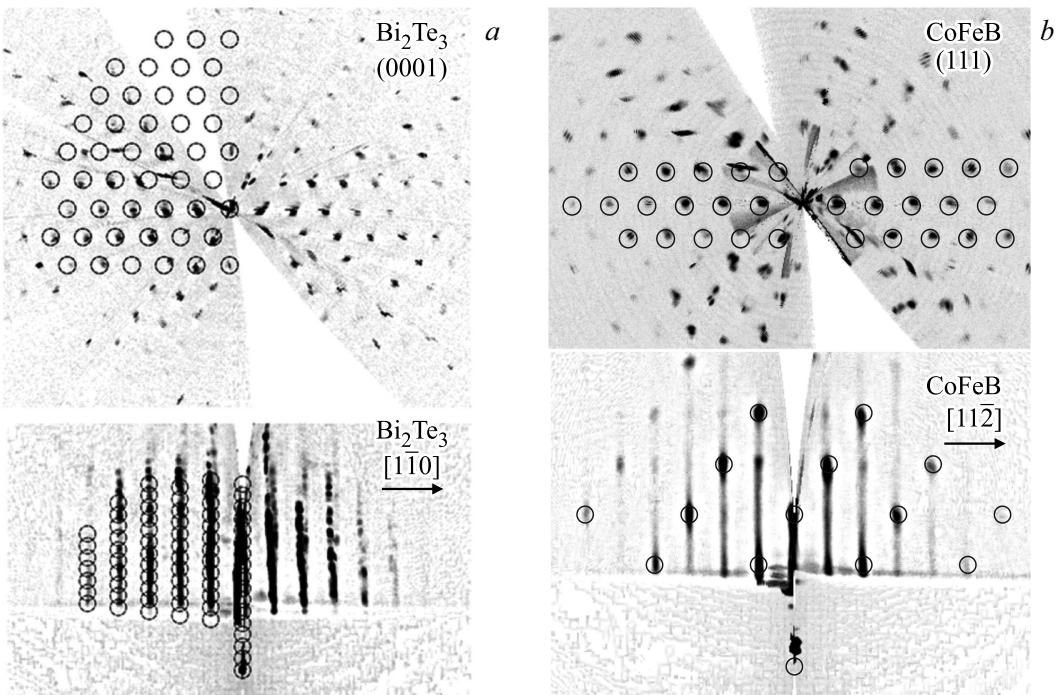 Bi₂Te₃
(0001)
a
CoFeB
(111)
b
Bi₂Te₃
[11̅0]
CoFeB
[112̅]